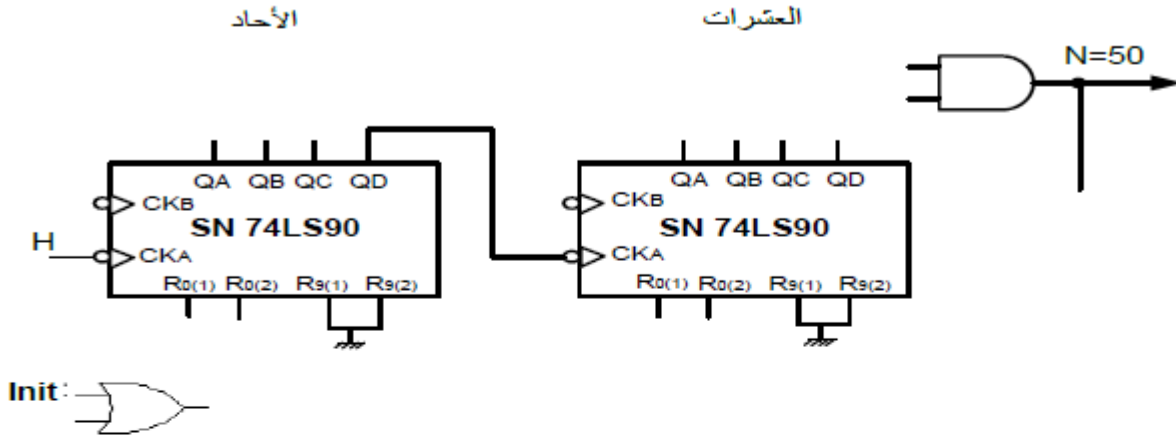 الأحاد
العشرات
N=50
QA QB QC QD
CKB
SN 74LS90
H
CKA
R0(1) R0(2) R9(1) R9(2)
QA QB QC QD
CKB
SN 74LS90
CKA
R0(1) R0(2) R9(1) R9(2)
Init :